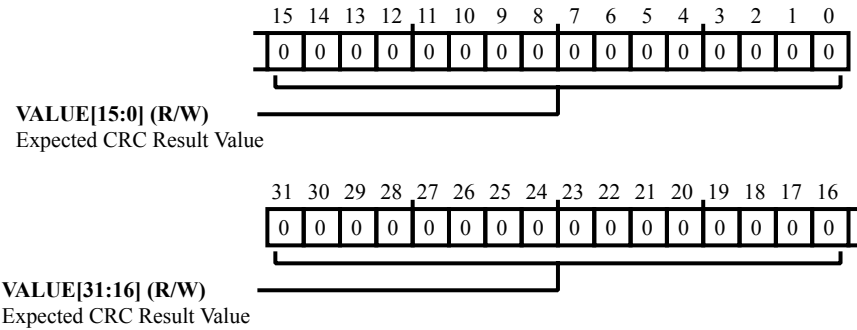 15 14 13 12 11 10 9 8 7 6 5 4 3 2 1 0
0 0 0 0 0 0 0 0 0 0 0 0 0 0 0 0
VALUE[15:0] (R/W)
Expected CRC Result Value
31 30 29 28 27 26 25 24 23 22 21 20 19 18 17 16
0 0 0 0 0 0 0 0 0 0 0 0 0 0 0 0
VALUE[31:16] (R/W)
Expected CRC Result Value